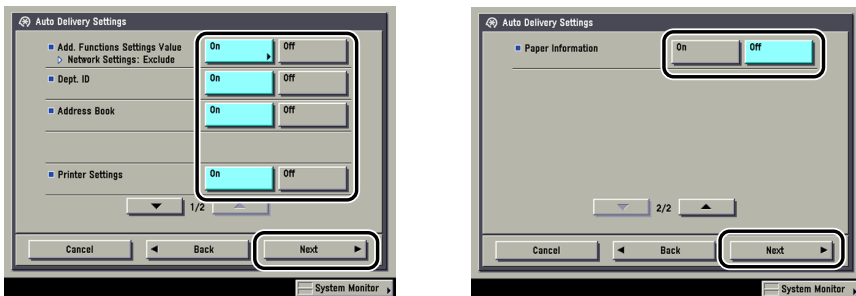 Auto Delivery Settings
Add. Functions Settings Value
On
Off
Network Settings: Exclude
Dept. ID
On
Off
Address Book
On
Off
Printer Settings
On
Off
1/2
Cancel
Back
Next
System Monitor
Auto Delivery Settings
Paper Information
On
Off
2/2
Cancel
Back
Next
System Monitor